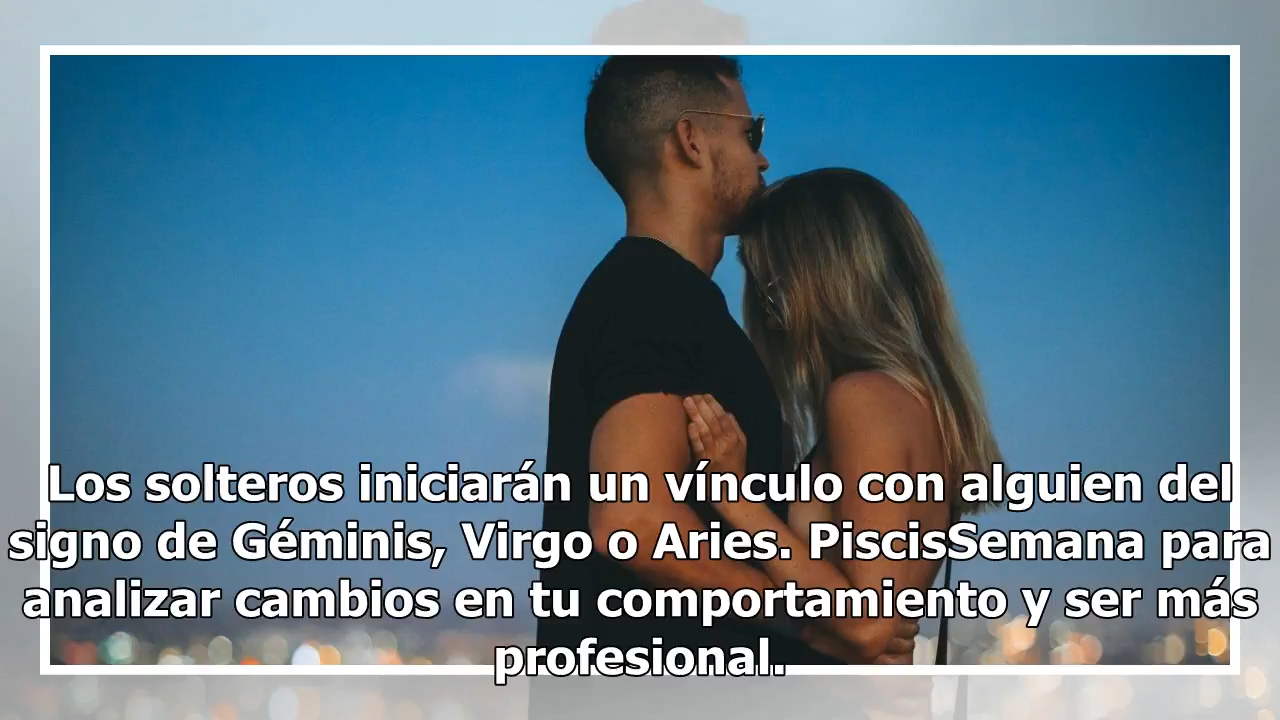 Los solteros iniciarán un vínculo con alguien del
signo de Géminis, Virgo o Aries. PiscisSemana para
analizar cambios en tu comportamiento y ser más
profesional.